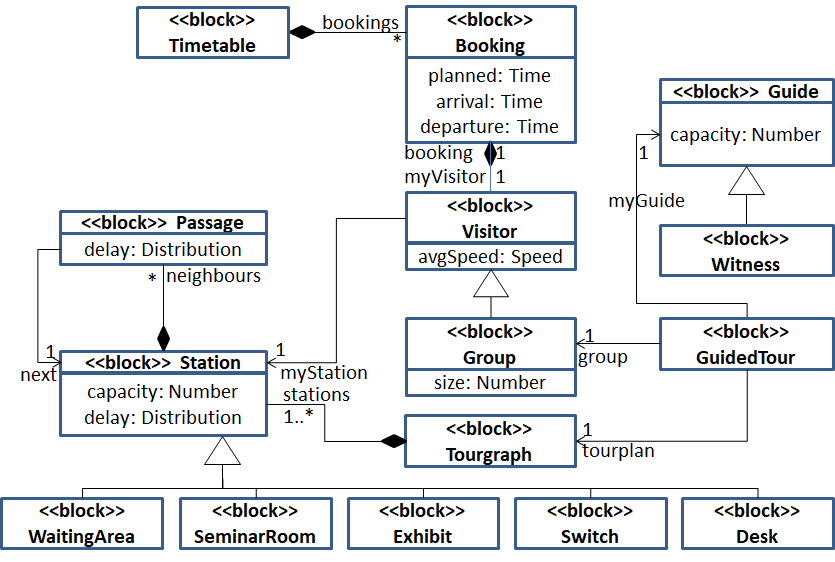 <<block>>
Timetable
bookings
*
<<block>>
Booking
planned: Time
arrival: Time
departure: Time
<<block>> Guide
capacity: Number
booking 1
myVisitor 1
1
myGuide
<<block>> Passage
delay: Distribution
* neighbours
<<block>>
Visitor
avgSpeed: Speed
<<block>>
Witness
1
next
<<block>> Station
capacity: Number
delay: Distribution
1
myStation
stations
1..*
<<block>>
Group
size: Number
1
group
<<block>>
GuidedTour
<<block>>
Tourgraph
1
tourplan
<<block>>
WaitingArea
<<block>>
SeminarRoom
<<block>>
Exhibit
<<block>>
Switch
<<block>>
Desk